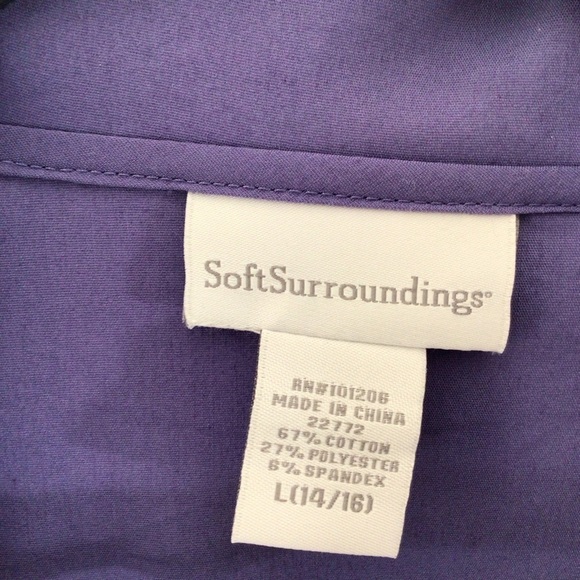 SoftSurroundings®
RN#101206
MADE IN CHINA
22772
67% COTTON
27% POLYESTER
6% SPANDEX
L(14/16)